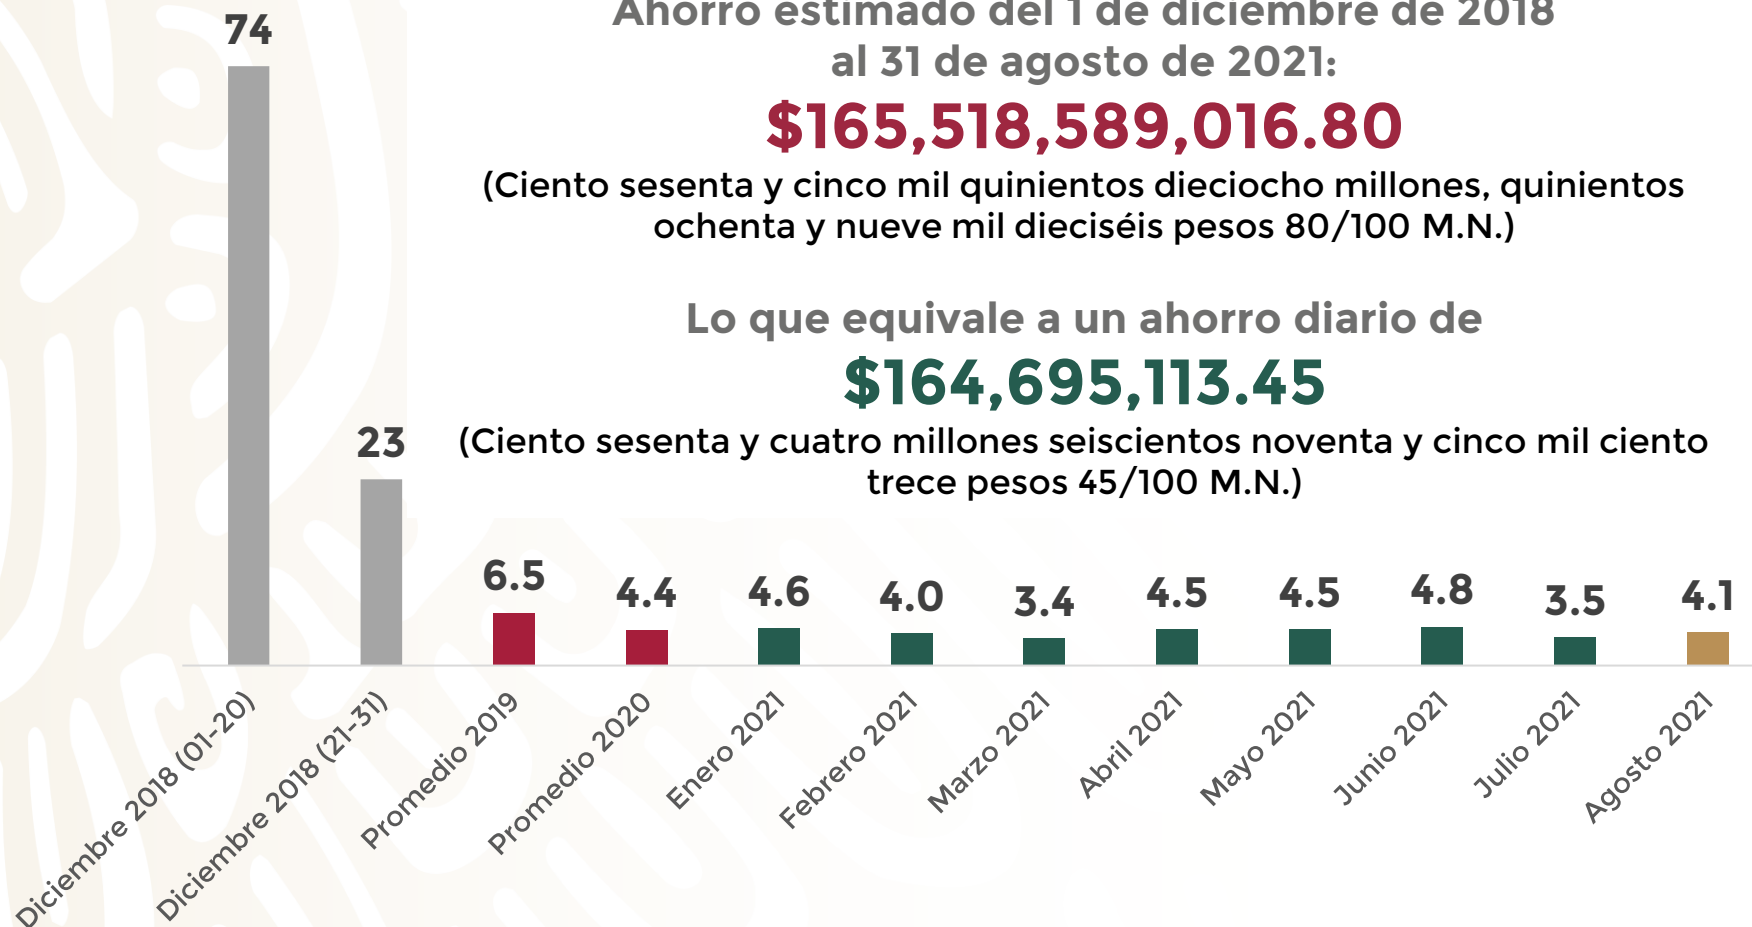 Ahorro estimado del 1 de diciembre de 2018
al 31 de agosto de 2021:
$165,518,589,016.80
(Ciento sesenta y cinco mil quinientos dieciocho millones, quinientos
ochenta y nueve mil dieciséis pesos 80/100 M.N.)
Lo que equivale a un ahorro diario de
$164,695,113.45
(Ciento sesenta y cuatro millones seiscientos noventa y cinco mil ciento
trece pesos 45/100 M.N.)
74
23
6.5
4.4
4.6
4.0
3.4
4.5
4.5
4.8
3.5
4.1
Diciembre 2018 (01-20)
Diciembre 2018 (21-31)
Promedio 2019
Promedio 2020
Enero 2021
Febrero 2021
Marzo 2021
Abril 2021
Mayo 2021
Junio 2021
Julio 2021
Agosto 2021